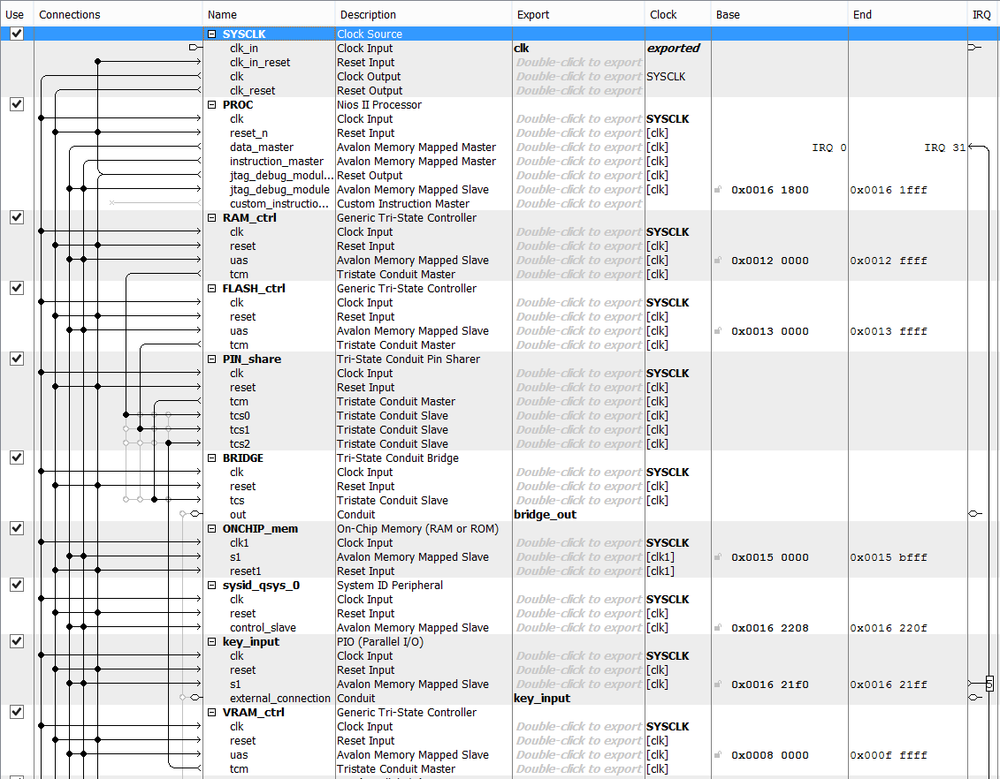 Use Connections Name Description Export Clock Base End IRQ
SYSCLK Clock Source
clk_in Clock Input clk exported
clk_in_reset Reset Input Double-click to export
clk Clock Output Double-click to export SYSCLK
clk_reset Reset Output Double-click to export
PROC Nios II Processor
clk Clock Input Double-click to export SYSCLK
reset_n Reset Input Double-click to export [clk]
data_master Avalon Memory Mapped Master Double-click to export [clk] IRQ 0 IRQ 31
instruction_master Avalon Memory Mapped Master Double-click to export [clk]
jtag_debug_modul... Reset Output Double-click to export [clk]
jtag_debug_module Avalon Memory Mapped Slave Double-click to export [clk] 0x0016 1800 0x0016 1fff
custom_instructio... Custom Instruction Master Double-click to export
RAM_ctrl Generic Tri-State Controller
clk Clock Input Double-click to export SYSCLK
reset Reset Input Double-click to export [clk]
uas Avalon Memory Mapped Slave Double-click to export [clk] 0x0012 0000 0x0012 ffff
tcm Tristate Conduit Master Double-click to export [clk]
FLASH_ctrl Generic Tri-State Controller
clk Clock Input Double-click to export SYSCLK
reset Reset Input Double-click to export [clk]
uas Avalon Memory Mapped Slave Double-click to export [clk] 0x0013 0000 0x0013 ffff
tcm Tristate Conduit Master Double-click to export [clk]
PIN_share Tri-State Conduit Pin Sharer
clk Clock Input Double-click to export SYSCLK
reset Reset Input Double-click to export [clk]
tcm Tristate Conduit Master Double-click to export [clk]
tcs0 Tristate Conduit Slave Double-click to export [clk]
tcs1 Tristate Conduit Slave Double-click to export [clk]
tcs2 Tristate Conduit Slave Double-click to export [clk]
BRIDGE Tri-State Conduit Bridge
clk Clock Input Double-click to export SYSCLK
reset Reset Input Double-click to export [clk]
tcs Tristate Conduit Slave Double-click to export [clk]
out Conduit bridge_out
ONCHIP_mem On-Chip Memory (RAM or ROM)
clk1 Clock Input Double-click to export SYSCLK
s1 Avalon Memory Mapped Slave Double-click to export [clk1] 0x0015 0000 0x0015 bfff
reset1 Reset Input Double-click to export [clk1]
sysid_qsys_0 System ID Peripheral
clk Clock Input Double-click to export SYSCLK
reset Reset Input Double-click to export [clk]
control_slave Avalon Memory Mapped Slave Double-click to export [clk] 0x0016 2208 0x0016 220f
key_input PIO (Parallel I/O)
clk Clock Input Double-click to export SYSCLK
reset Reset Input Double-click to export [clk]
s1 Avalon Memory Mapped Slave Double-click to export [clk] 0x0016 21f0 0x0016 21ff 5
external_connection Conduit key_input
VRAM_ctrl Generic Tri-State Controller
clk Clock Input Double-click to export SYSCLK
reset Reset Input Double-click to export [clk]
uas Avalon Memory Mapped Slave Double-click to export [clk] 0x0008 0000 0x000f ffff
tcm Tristate Conduit Master Double-click to export [clk]